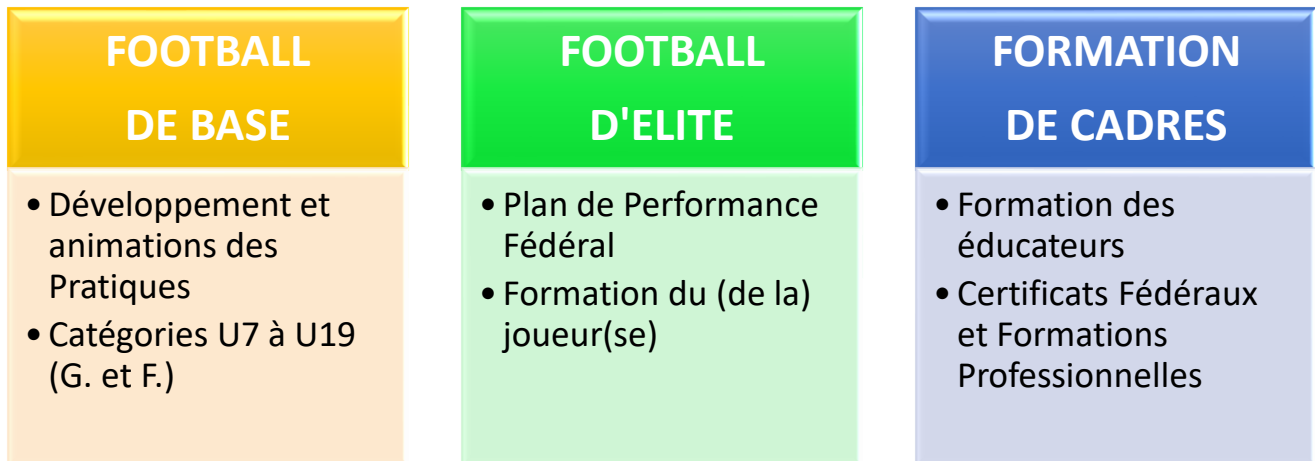 FOOTBALL
DE BASE
• Développement et
animations des
Pratiques
• Catégories U7 à U19
(G. et F.)
FOOTBALL
D'ELITE
• Plan de Performance
Fédéral
• Formation du (de la)
joueur(se)
FORMATION
DE CADRES
• Formation des
éducateurs
• Certificats Fédéraux
et Formations
Professionnelles